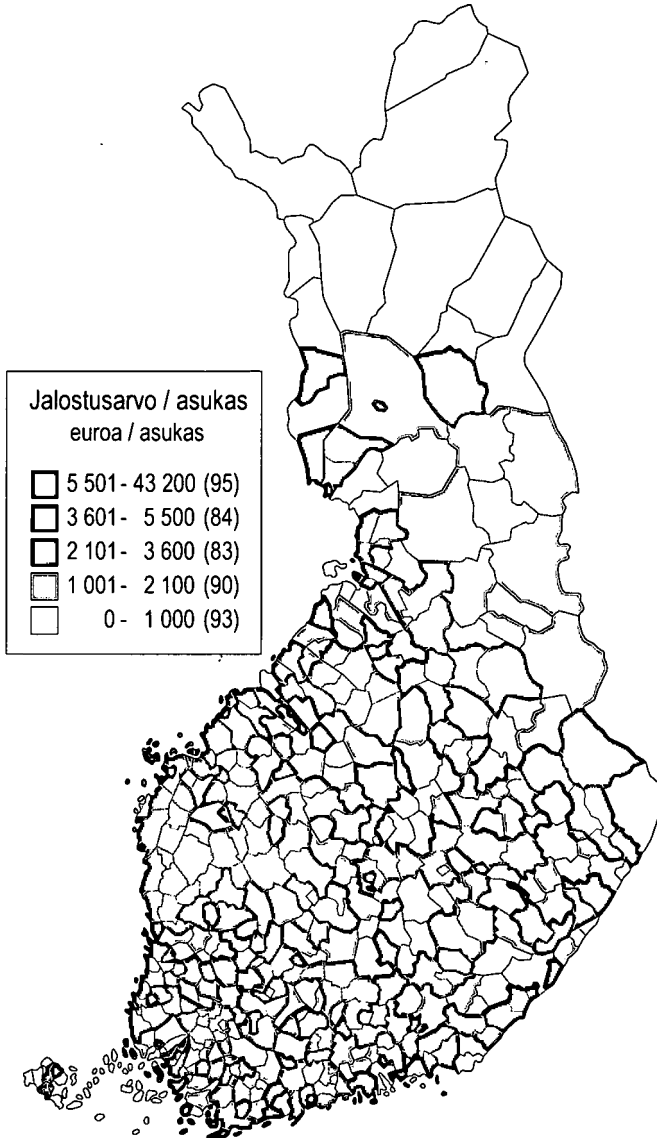 Jalostusarvo / asukas
euroa / asukas
5 501 - 43 200 (95)
3 601 - 5 500 (84)
2 101 - 3 600 (83)
1 001 - 2 100 (90)
0 - 1 000 (93)